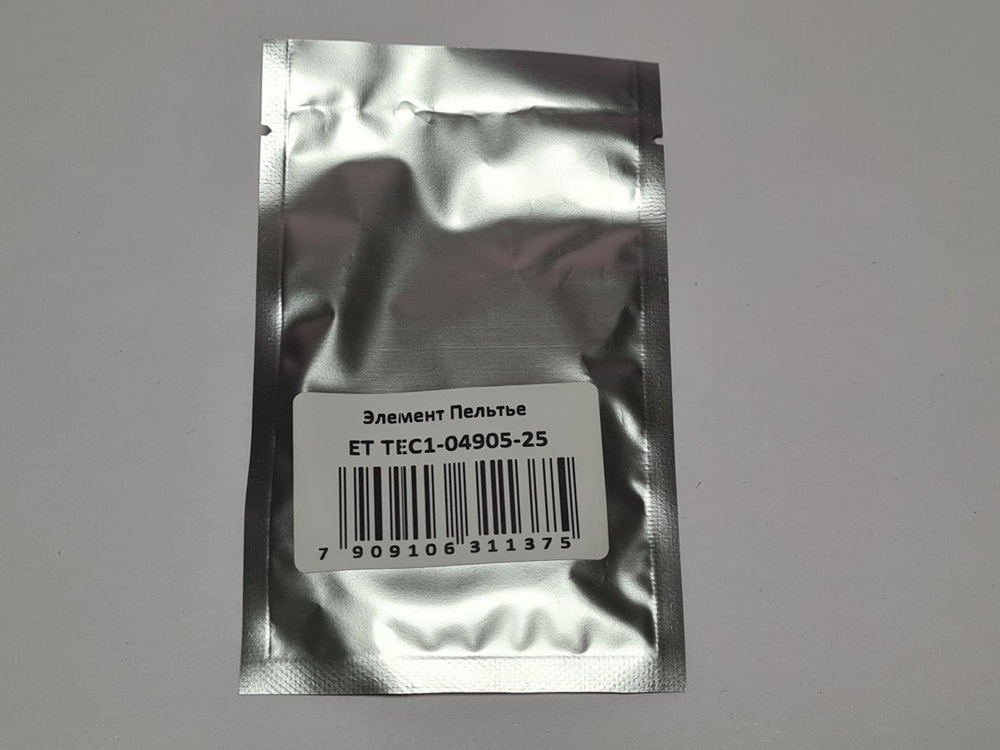 Элемент Пельтье
ET TEC1-04905-25
7 909106 311375